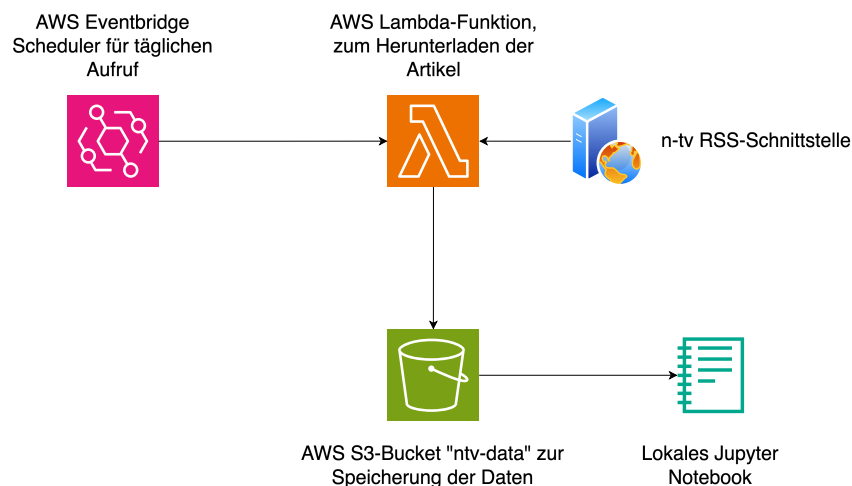 AWS Eventbridge
Scheduler für täglichen
Aufruf
AWS Lambda-Funktion,
zum Herunterladen der
Artikel
n-tv RSS-Schnittstelle
AWS S3-Bucket "ntv-data" zur
Speicherung der Daten
Lokales Jupyter
Notebook